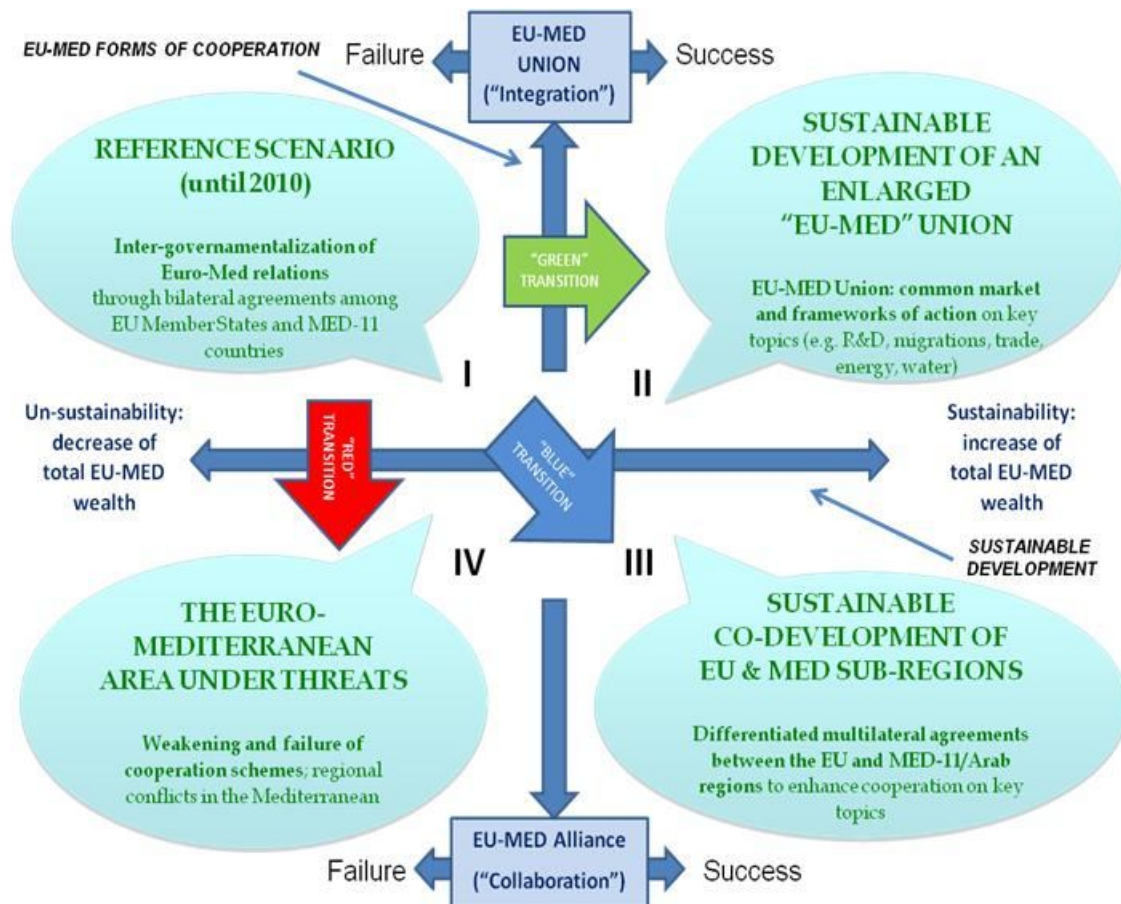 EU-MED FORMS OF COOPERATION
Failure
EU-MED
UNION
("Integration")
Success
REFERENCE SCENARIO
(until 2010)
Inter-governamentalization of
Euro-Med relations
through bilateral agreements among
EU Member States and MED-11
countries
SUSTAINABLE
DEVELOPMENT OF AN
ENLARGED
"EU-MED" UNION
EU-MED Union: common market
and frameworks of action on key
topics (e.g. R&D, migrations, trade,
energy, water)
"GREEN"
TRANSITION
I
II
Un-sustainability:
decrease of
total EU-MED
wealth
"RED"
TRANSITION
"BLUE"
TRANSITION
Sustainability:
increase of
total EU-MED
wealth
SUSTAINABLE
DEVELOPMENT
IV
III
THE EURO-
MEDITERRANEAN
AREA UNDER THREATS
Weakening and failure of
cooperation schemes; regional
conflicts in the Mediterranean
SUSTAINABLE
CO-DEVELOPMENT OF
EU & MED SUB-REGIONS
Differentiated multilateral agreements
between the EU and MED-11/Arab
regions to enhance cooperation on key
topics
Failure
EU-MED Alliance
("Collaboration")
Success